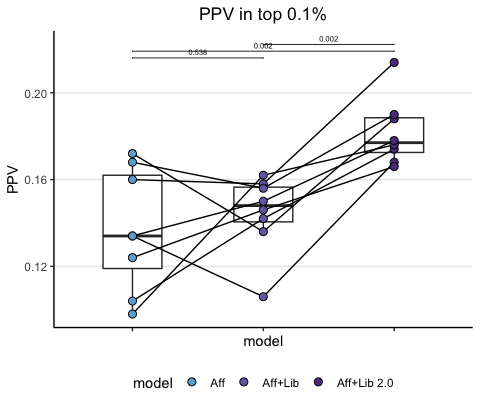 PPV in top 0.1%
0.002
0.002
0.538
PPV
0.20
0.16
0.12
model
model Aff Aff+Lib Aff+Lib 2.0